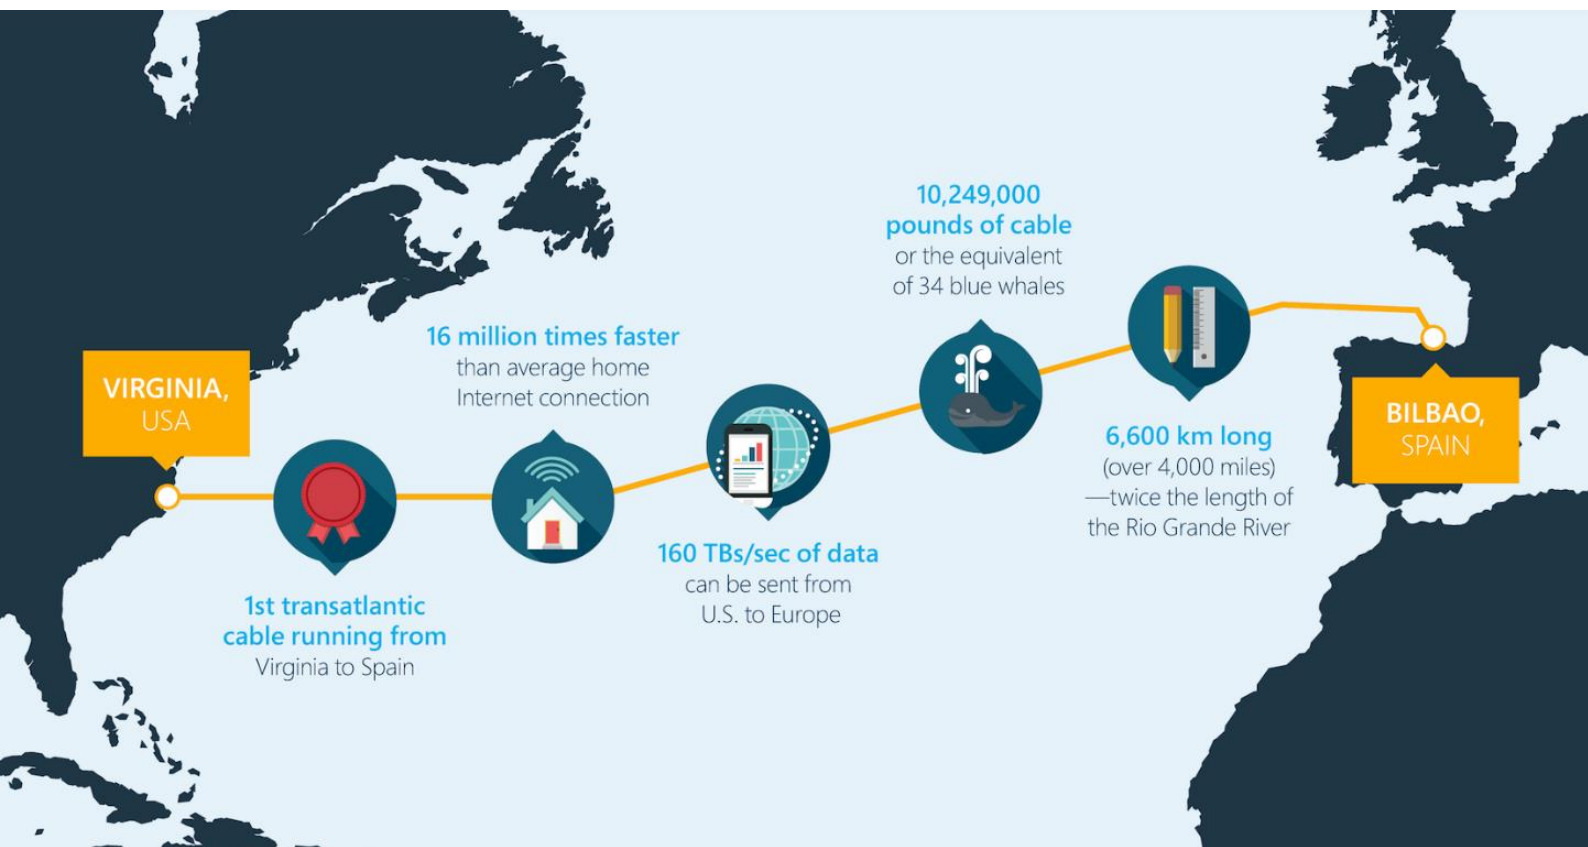 VIRGINIA,
USA
1st transatlantic
cable running from
Virginia to Spain
16 million times faster
than average home
Internet connection
160 TBs/sec of data
can be sent from
U.S. to Europe
10,249,000
pounds of cable
or the equivalent
of 34 blue whales
6,600 km long
(over 4,000 miles)
—twice the length of
the Rio Grande River
BILBAO,
SPAIN